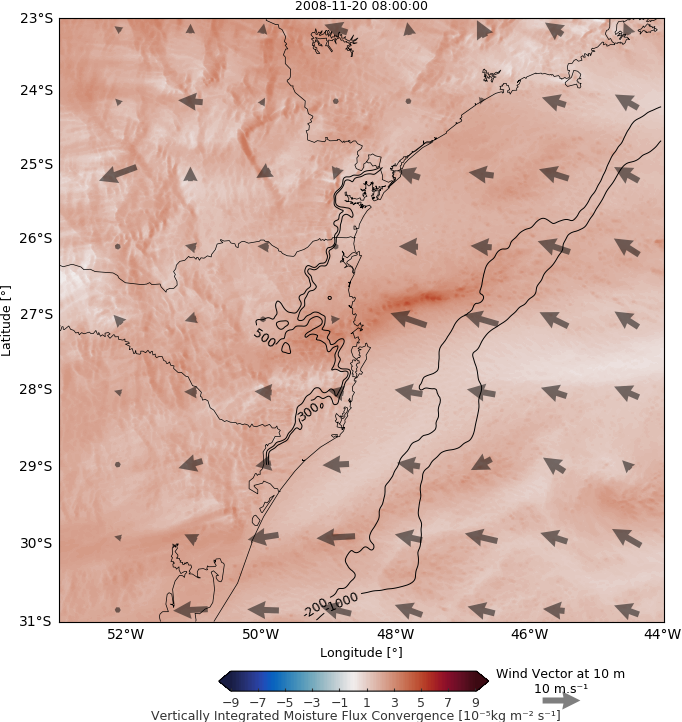 2008-11-20 08:00:00
23°S
24°S
25°S
26°S
27°S
28°S
29°S
30°S
31°S
Latitude [°]
500
300
-200
-1000
52°W 50°W 48°W 46°W 44°W
Longitude [°]
−9 −7 −5 −3 −1 1 3 5 7 9
Vertically Integrated Moisture Flux Convergence [10⁻⁵kg m⁻² s⁻¹]
Wind Vector at 10 m
10 m.s⁻¹